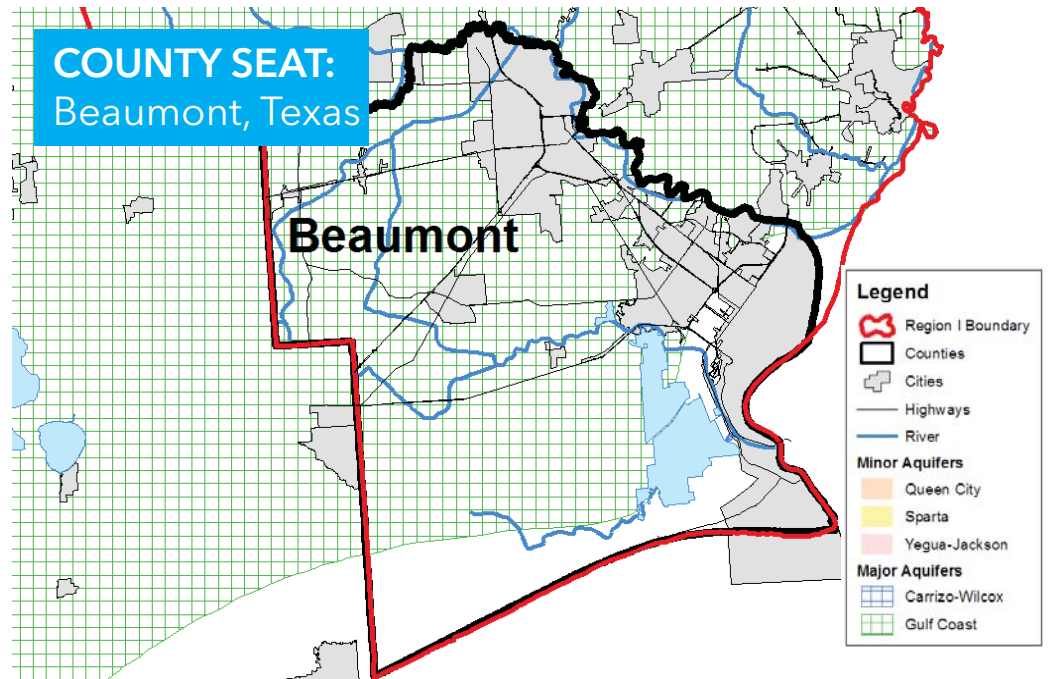 COUNTY SEAT:
Beaumont, Texas
Beaumont
Legend
Region I Boundary
Counties
Cities
Highways
River
Minor Aquifers
Queen City
Sparta
Yegua-Jackson
Major Aquifers
Carrizo-Wilcox
Gulf Coast